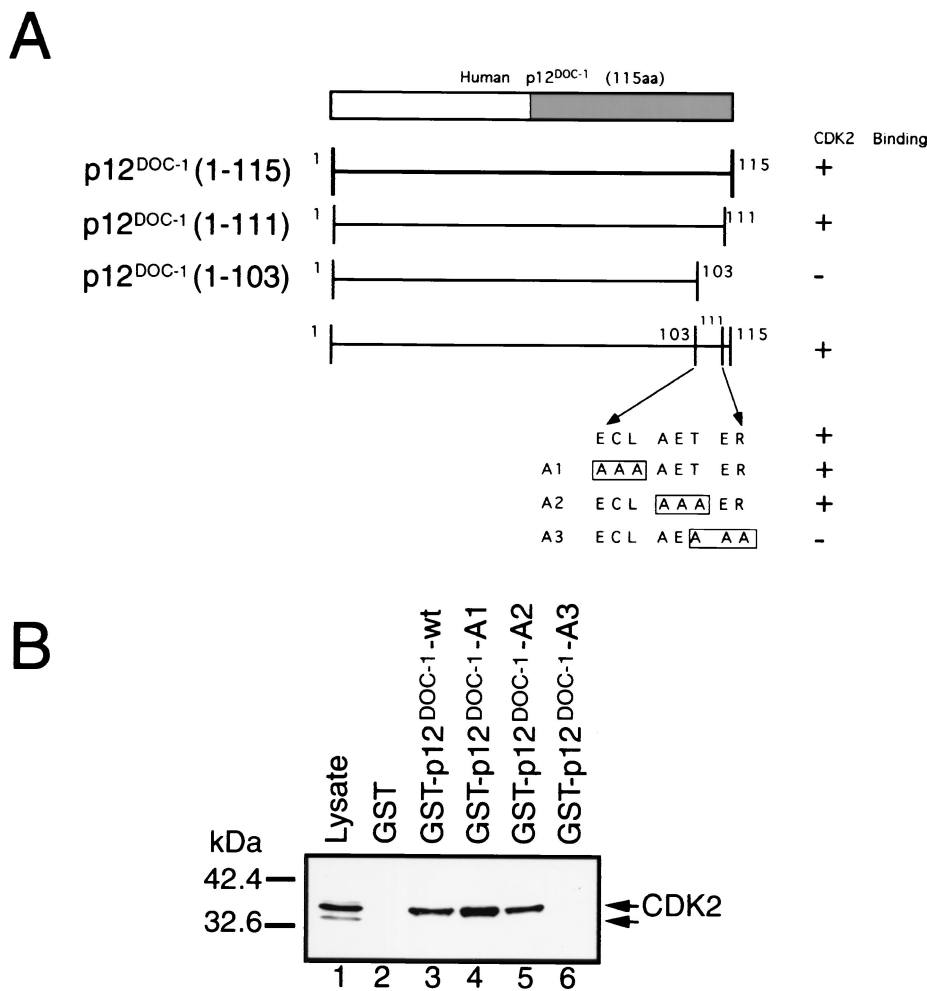 A
Human p12DOC-1 (115aa)
CDK2 Binding
p12DOC-1 (1-115) 1 115 +
p12DOC-1 (1-111) 1 111 +
p12DOC-1 (1-103) 1 103 -
1 103 111 115 +
ECL AET ER +
A1 AAA AET ER +
A2 ECL AAA ER +
A3 ECL AEA AA -
B
Lysate
GST
GST-p12DOC-1-wt
GST-p12DOC-1-A1
GST-p12DOC-1-A2
GST-p12DOC-1-A3
kDa
42.4
32.6
CDK2
1 2 3 4 5 6